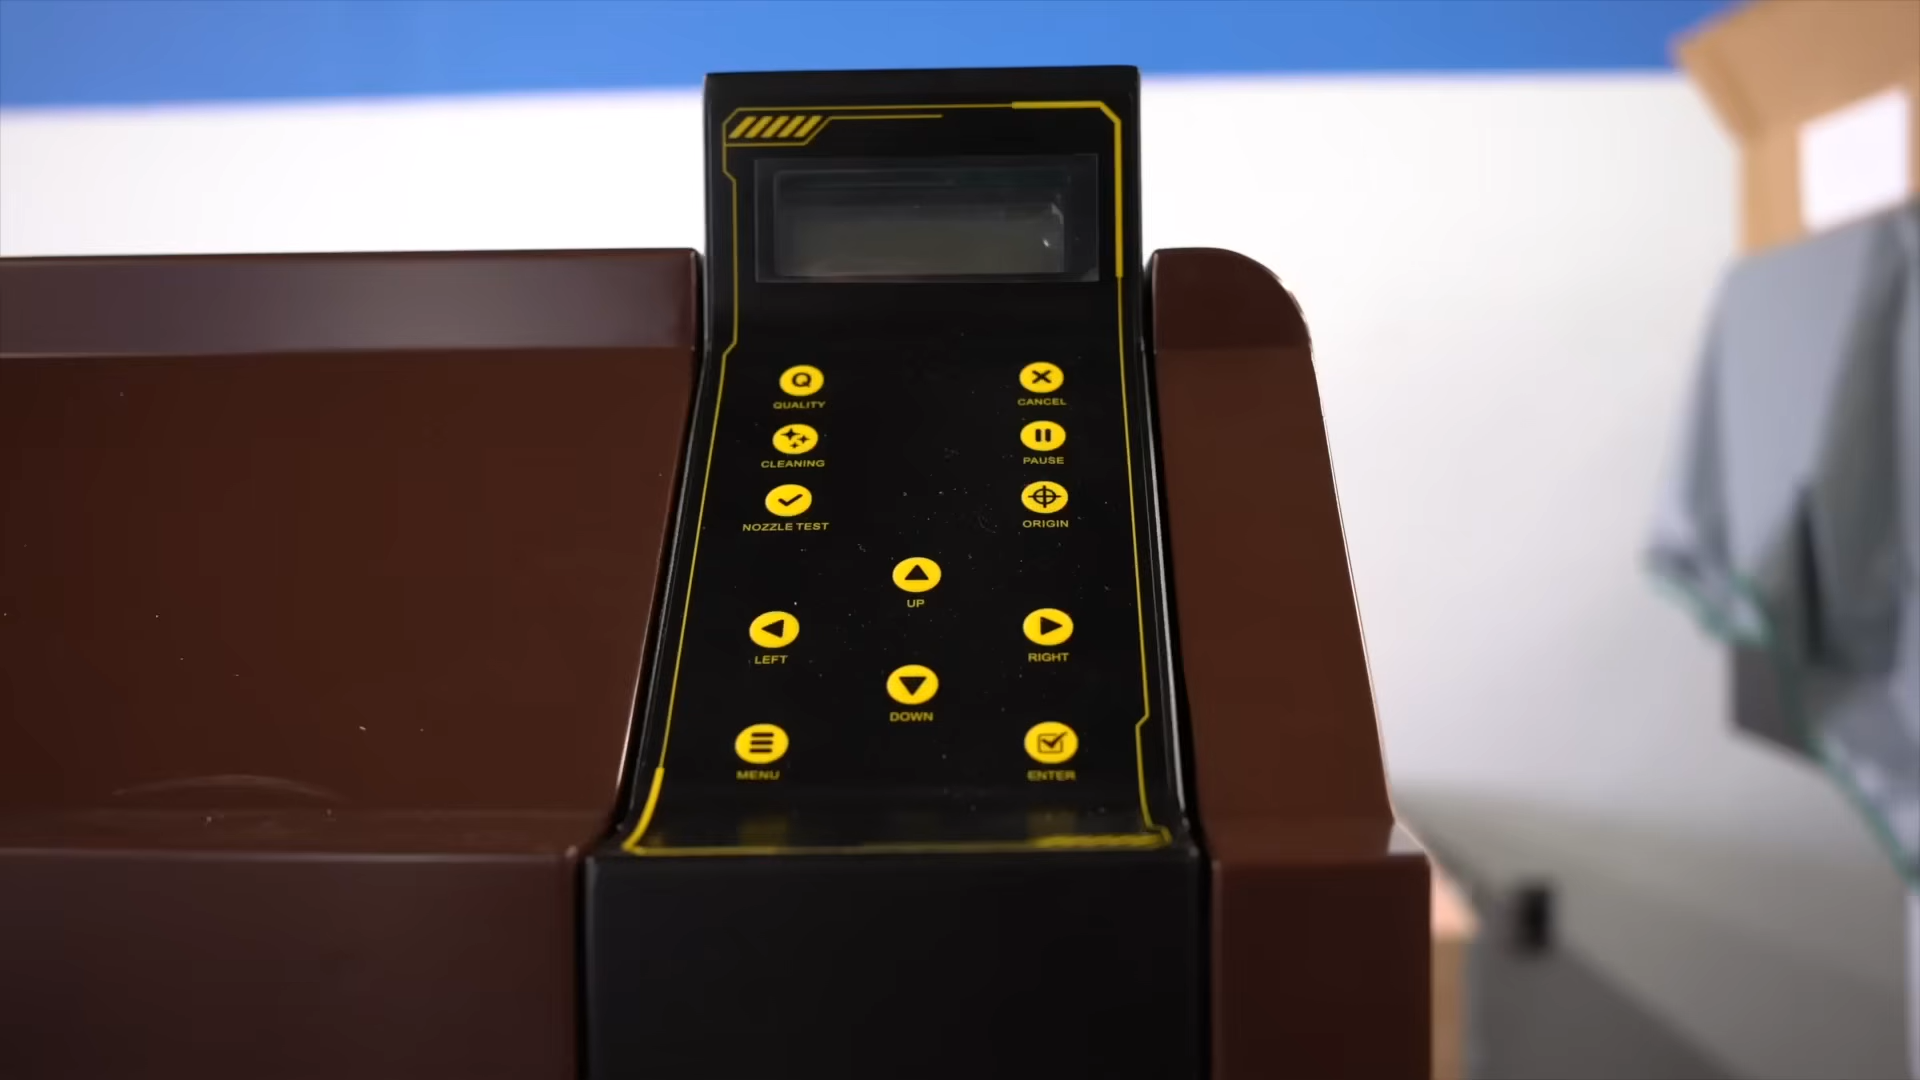 QUALITY
CANCEL
CLEANING
PAUSE
NOZZLE TEST
ORIGIN
UP
LEFT
RIGHT
DOWN
MENU
ENTER